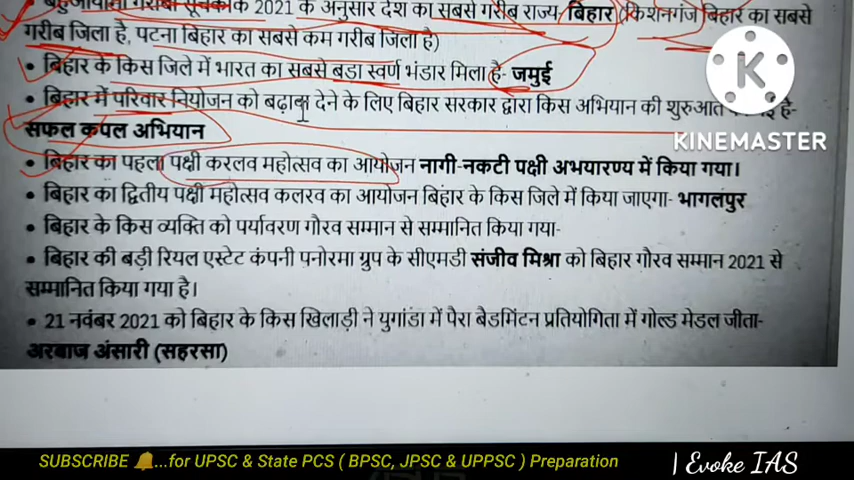 बहुआयामी गरीबी सूचकांक 2021 के अनुसार देश का सबसे गरीब राज्य बिहार (किशनगंज बिहार का सबसे
गरीब जिला है, पटना बिहार का सबसे कम गरीब जिला है)
• बिहार के किस जिले में भारत का सबसे बडा स्वर्ण भंडार मिला है- जमुई
• बिहार में परिवार नियोजन को बढ़ावा देने के लिए बिहार सरकार द्वारा किस अभियान की शुरुआत है-
सफल कपल अभियान
• बिहार का पहला पक्षी करलव महोत्सव का आयोजन नागी-नकटी पक्षी अभयारण्य में किया गया।
• बिहार का द्वितीय पक्षी महोत्सव कलरव का आयोजन बिहार के किस जिले में किया जाएगा- भागलपुर
• बिहार के किस व्यक्ति को पर्यावरण गौरव सम्मान से सम्मानित किया गया-
• बिहार की बड़ी रियल एस्टेट कंपनी पनोरमा ग्रुप के सीएमडी संजीव मिश्रा को बिहार गौरव सम्मान 2021 से
सम्मानित किया गया है।
• 21 नवंबर 2021 को बिहार के किस खिलाड़ी ने युगांडा में पैरा बैडमिंटन प्रतियोगिता में गोल्ड मेडल जीता-
अरबाज अंसारी (सहरसा)
K
KINEMASTER
SUBSCRIBE 🔔...for UPSC & State PCS ( BPSC, JPSC & UPPSC ) Preparation
| Evoke IAS